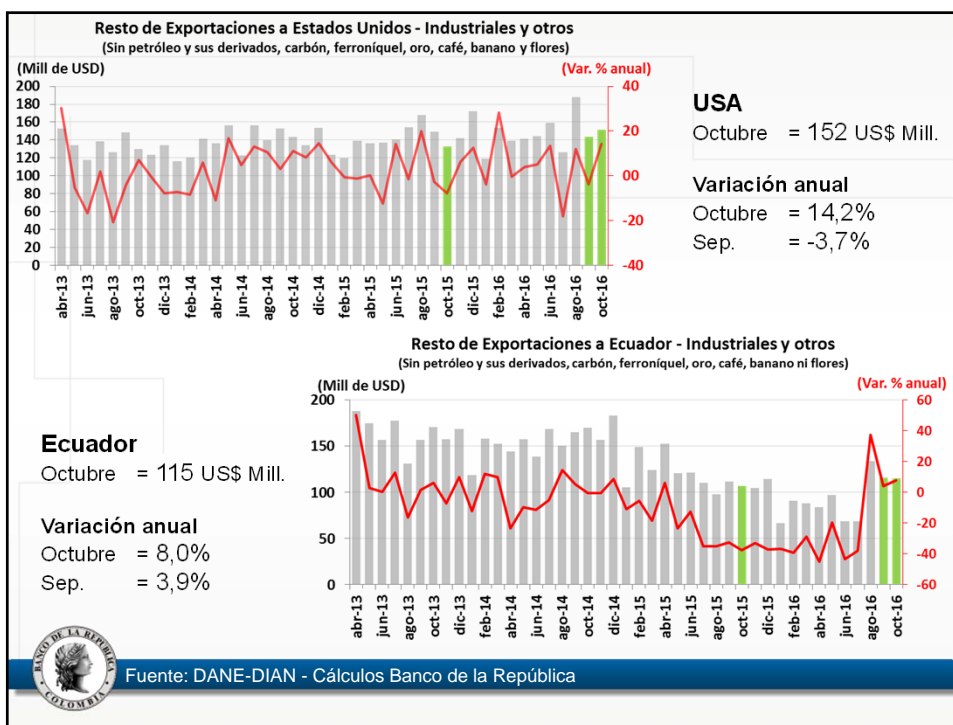 Resto de Exportaciones a Estados Unidos - Industriales y otros
(Sin petróleo y sus derivados, carbón, ferroníquel, oro, café, banano y flores)
(Mill de USD)
(Var. % anual)
200
180
160
140
120
100
80
60
40
20
0
40
20
00
-20
-40
abr-13
jun-13
ago-13
oct-13
dic-13
feb-14
abr-14
jun-14
ago-14
oct-14
dic-14
feb-15
abr-15
jun-15
ago-15
oct-15
dic-15
feb-16
abr-16
jun-16
ago-16
oct-16
USA
Octubre = 152 US$ Mill.
Variación anual
Octubre = 14,2%
Sep. = -3,7%
Resto de Exportaciones a Ecuador - Industriales y otros
(Sin petróleo y sus derivados, carbón, ferroníquel, oro, café, banano ni flores)
(Mill de USD)
(Var. % anual)
200
150
100
50
0
60
40
20
0
-20
-40
-60
abr-13
jun-13
ago-13
oct-13
dic-13
feb-14
abr-14
jun-14
ago-14
oct-14
dic-14
feb-15
abr-15
jun-15
ago-15
oct-15
dic-15
feb-16
abr-16
jun-16
ago-16
oct-16
Ecuador
Octubre = 115 US$ Mill.
Variación anual
Octubre = 8,0%
Sep. = 3,9%
BANCO DE LA REPUBLICA
COLOMBIA
Fuente: DANE-DIAN - Cálculos Banco de la República